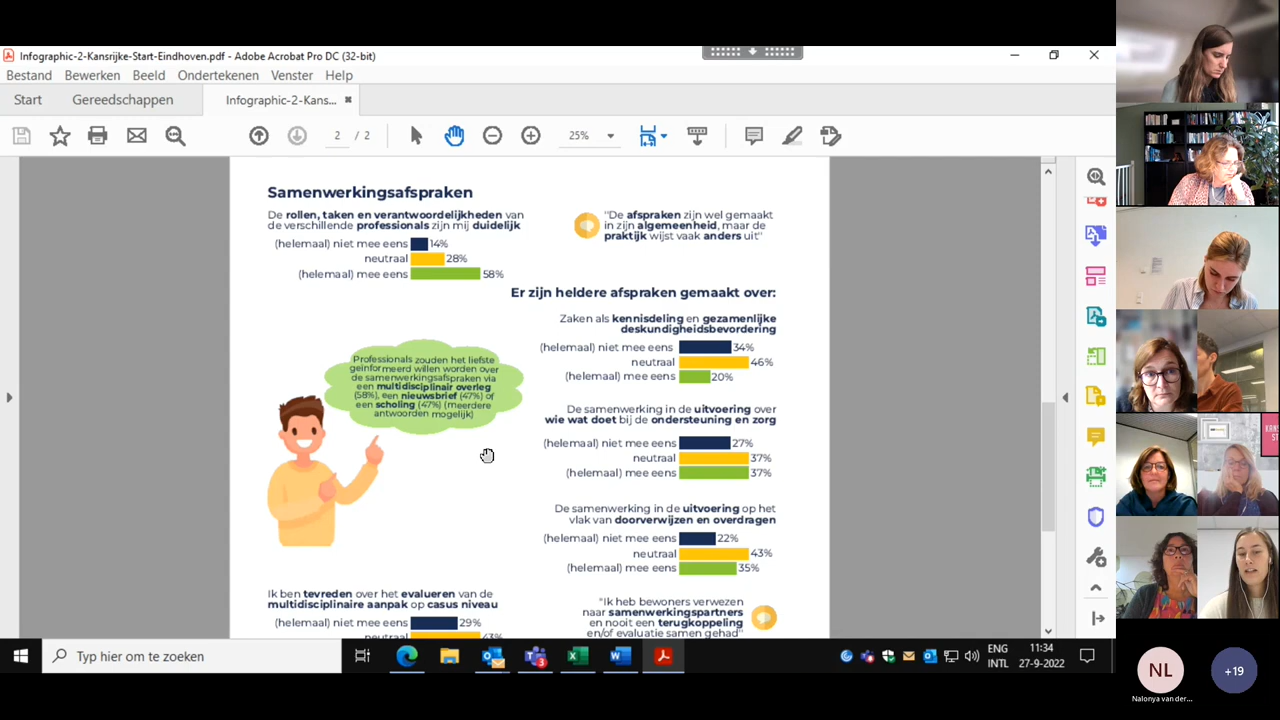 Infographic-2-Kansrijke-Start-Eindhoven.pdf - Adobe Acrobat Pro DC (32-bit)
Bestand Bewerken Beeld Ondertekenen Venster Help
Start Gereedschappen Infographic-2-Kans...
2 / 2 25%
Samenwerkingsafspraken
De rollen, taken en verantwoordelijkheden van
de verschillende professionals zijn mij duidelijk
(helemaal) niet mee eens 14%
neutraal 28%
(helemaal) mee eens 58%
"De afspraken zijn wel gemaakt
in zijn algemeenheid, maar de
praktijk wijst vaak anders uit"
Er zijn heldere afspraken gemaakt over:
Zaken als kennisdeling en gezamenlijke
deskundigheidsbevordering
(helemaal) niet mee eens 34%
neutraal 46%
(helemaal) mee eens 20%
Professionals zouden het liefste
geïnformeerd willen worden over
de samenwerkingsafspraken via
een multidisciplinair overleg
(58%), een nieuwsbrief (47%) of
een scholing (47%) (meerdere
antwoorden mogelijk)
De samenwerking in de uitvoering over
wie wat doet bij de ondersteuning en zorg
(helemaal) niet mee eens 27%
neutraal 37%
(helemaal) mee eens 37%
De samenwerking in de uitvoering op het
vlak van doorverwijzen en overdragen
(helemaal) niet mee eens 22%
neutraal 43%
(helemaal) mee eens 35%
Ik ben tevreden over het evalueren van de
multidisciplinaire aanpak op casus niveau
(helemaal) niet mee eens 29%
neutraal 43%
"Ik heb bewoners verwezen
naar samenwerkingspartners
en nooit een terugkoppeling
en/of evaluatie samen gehad"
Typ hier om te zoeken
ENG
INTL
11:34
27-9-2022
NL
Nalonya van der...
+19